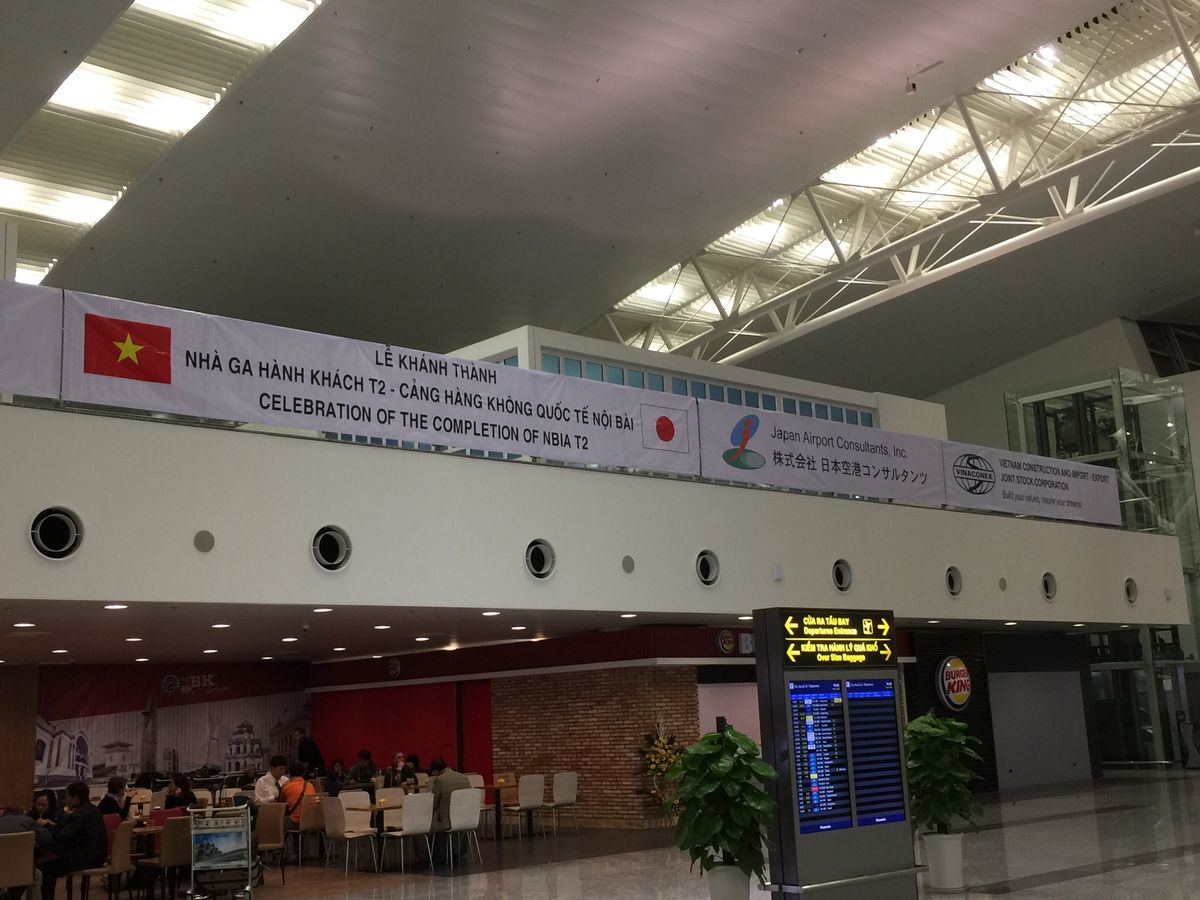 LỄ KHÁNH THÀNH
NHÀ GA HÀNH KHÁCH T2 - CẢNG HÀNG KHÔNG QUỐC TẾ NỘI BÀI
CELEBRATION OF THE COMPLETION OF NBIA T2
Japan Airport Consultants, Inc.
株式会社 日本空港コンサルタンツ
VINACONEX
VIETNAM CONSTRUCTION AND IMPORT - EXPORT
JOINT STOCK CORPORATION
Build your values, inspire your dreams
CỬA RA TÀU BAY
Departures Entrance
KIỂM TRA HÀNH LÝ QUÁ KHỔ
Over Size Baggage
BK
BURGER
KING
Panasonic
Panasonic